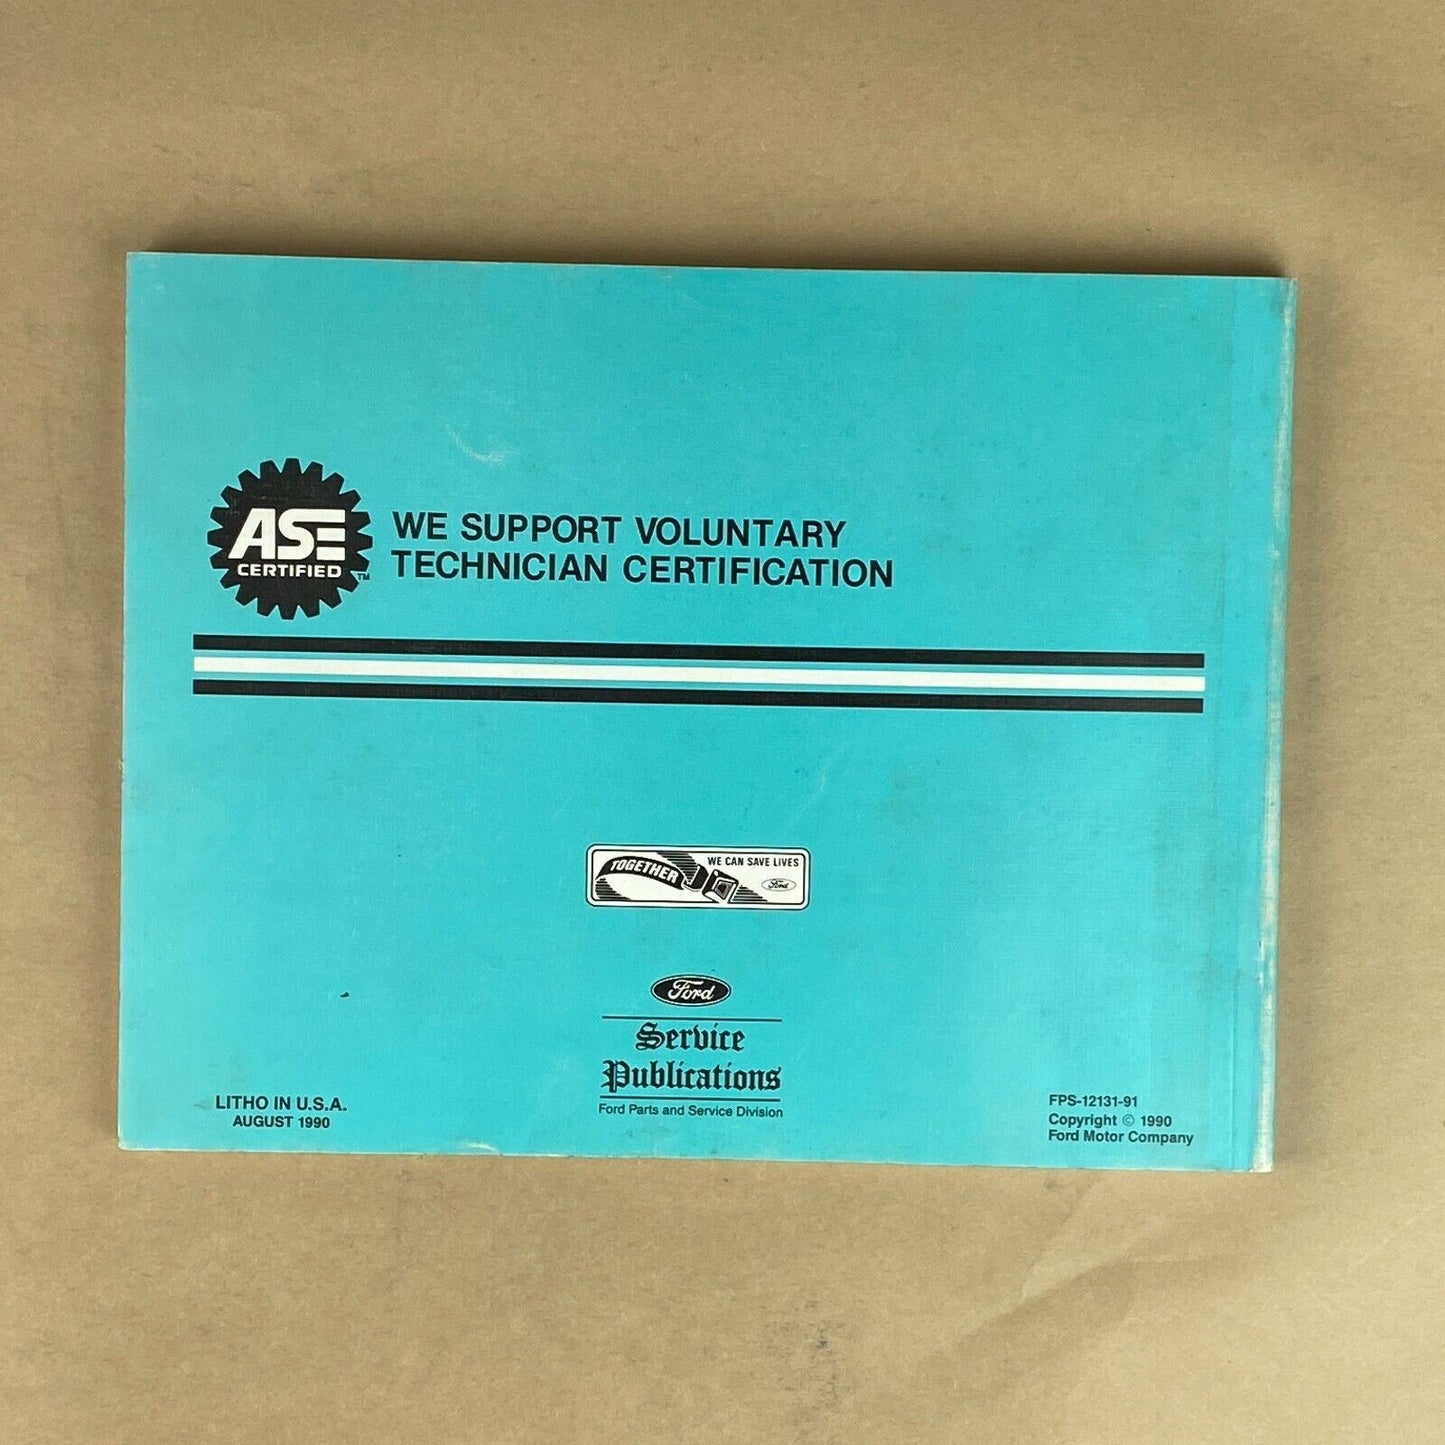 ASE
CERTIFIED
TM
WE SUPPORT VOLUNTARY
TECHNICIAN CERTIFICATION
TOGETHER
WE CAN SAVE LIVES
Ford
Ford
Service
Publications
Ford Parts and Service Division
LITHO IN U.S.A.
AUGUST 1990
FPS-12131-91
Copyright © 1990
Ford Motor Company